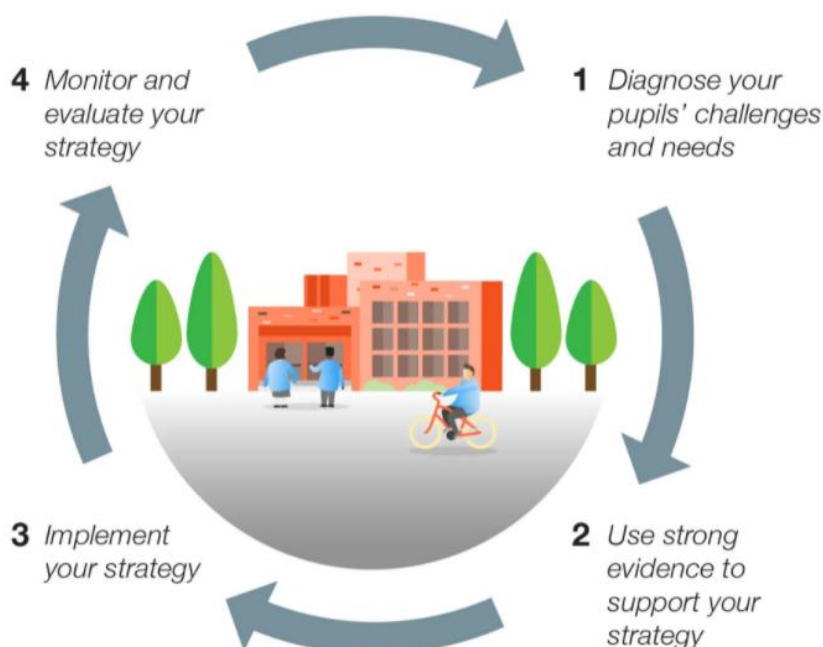 1 Diagnose your
pupils’ challenges
and needs
2 Use strong
evidence to
support your
strategy
3 Implement
your strategy
4 Monitor and
evaluate your
strategy